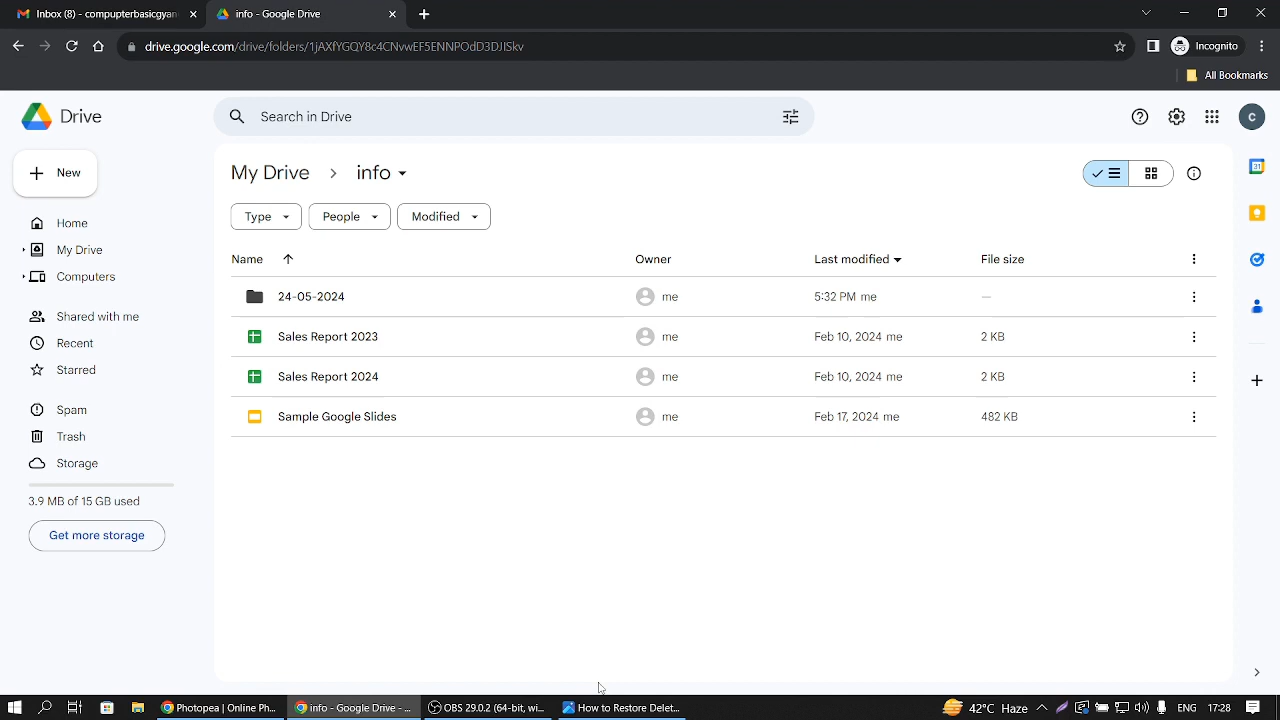 Inbox (8) - computerbasicgyan
info - Google Drive
drive.google.com/drive/folders/1jAXfYGQY8c4CNvwEF5ENNPOdD3DJISkv
Incognito
All Bookmarks
Drive
Search in Drive
C
New
My Drive > info
31
Type
People
Modified
Home
My Drive
Computers
Shared with me
Recent
Starred
Spam
Trash
Storage
3.9 MB of 15 GB used
Get more storage
Name Owner Last modified File size
24-05-2024 me 5:32 PM me —
Sales Report 2023 me Feb 10, 2024 me 2 KB
Sales Report 2024 me Feb 10, 2024 me 2 KB
Sample Google Slides me Feb 17, 2024 me 482 KB
Photopea | Online Ph...
info - Google Drive - ...
OBS 29.0.2 (64-bit, wi...
How to Restore Delet...
42°C Haze
ENG
17:28